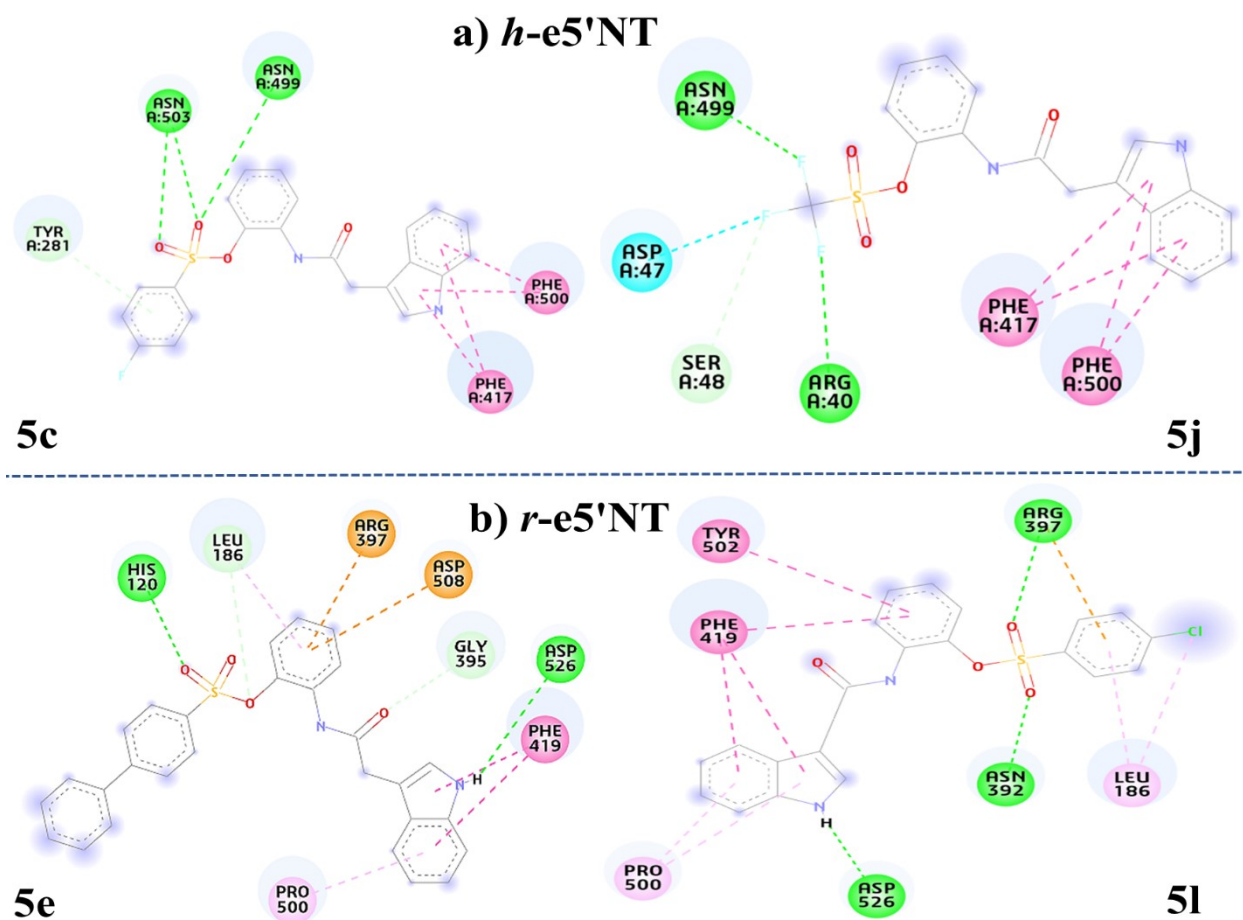 a) h-e5'NT
ASN
A:503
ASN
A:499
TYR
A:281
O
O
S
O
N
O
N
F
PHE
A:500
PHE
A:417
5c
ASN
A:499
ASP
A:47
SER
A:48
ARG
A:40
F
F
F
O
S
O
O
N
O
N
PHE
A:417
PHE
A:500
5j
b) r-e5'NT
HIS
120
LEU
186
ARG
397
ASP
508
GLY
395
ASP
526
PHE
419
PRO
500
O
O
S
O
N
O
N
H
5e
TYR
502
PHE
419
ARG
397
ASN
392
LEU
186
PRO
500
ASP
526
O
N
O
O
S
O
Cl
N
H
5l